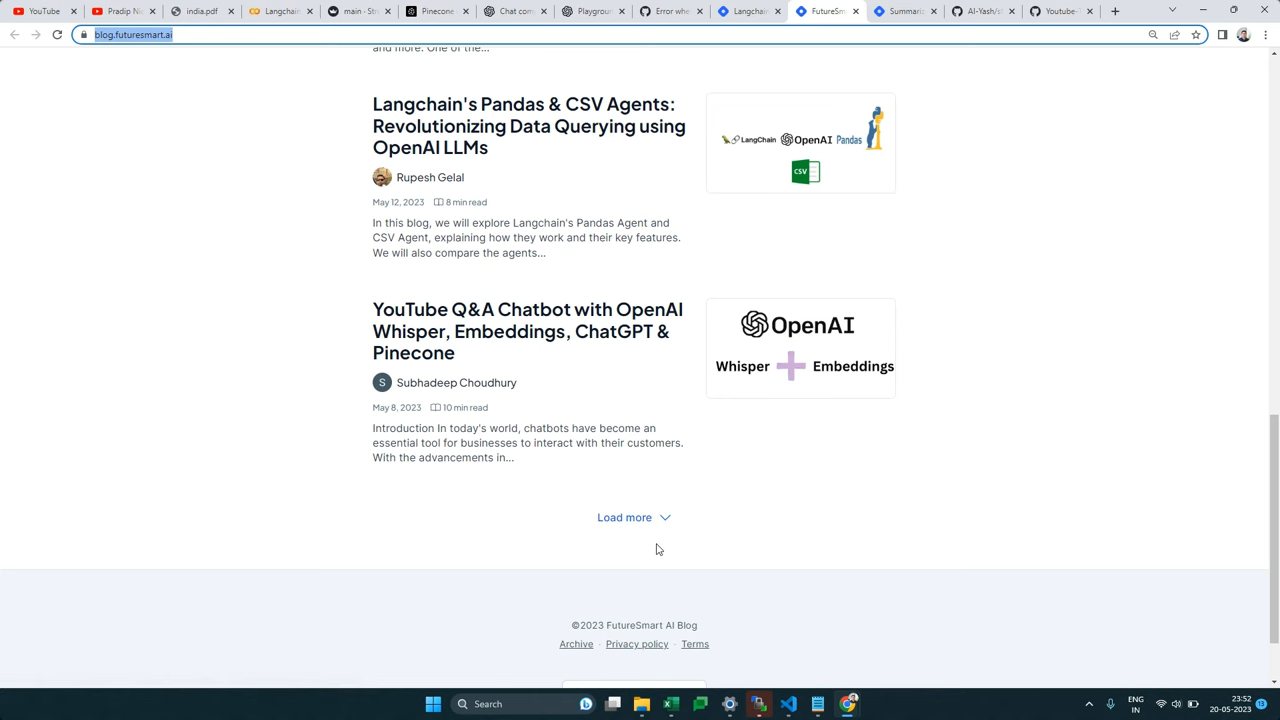 YouTube
Pradip Nic
india.pdf
Langchain
main - Str
Pinecone
Chat com
Playgroun
Error whe
Langchain
FutureSm
Summari
AI-Yash/s
Youtube-
blog.futuresmart.ai
and more. One of the...
Langchain's Pandas & CSV Agents:
Revolutionizing Data Querying using
OpenAI LLMs
Rupesh Gelal
May 12, 2023 8 min read
In this blog, we will explore Langchain's Pandas Agent and
CSV Agent, explaining how they work and their key features.
We will also compare the agents...
LangChain OpenAI Pandas
CSV
YouTube Q&A Chatbot with OpenAI
Whisper, Embeddings, ChatGPT &
Pinecone
S Subhadeep Choudhury
May 8, 2023 10 min read
Introduction In today's world, chatbots have become an
essential tool for businesses to interact with their customers.
With the advancements in...
OpenAI
Whisper + Embeddings
Load more
©2023 FutureSmart AI Blog
Archive · Privacy policy · Terms
Search
ENG
IN
23:52
20-05-2023